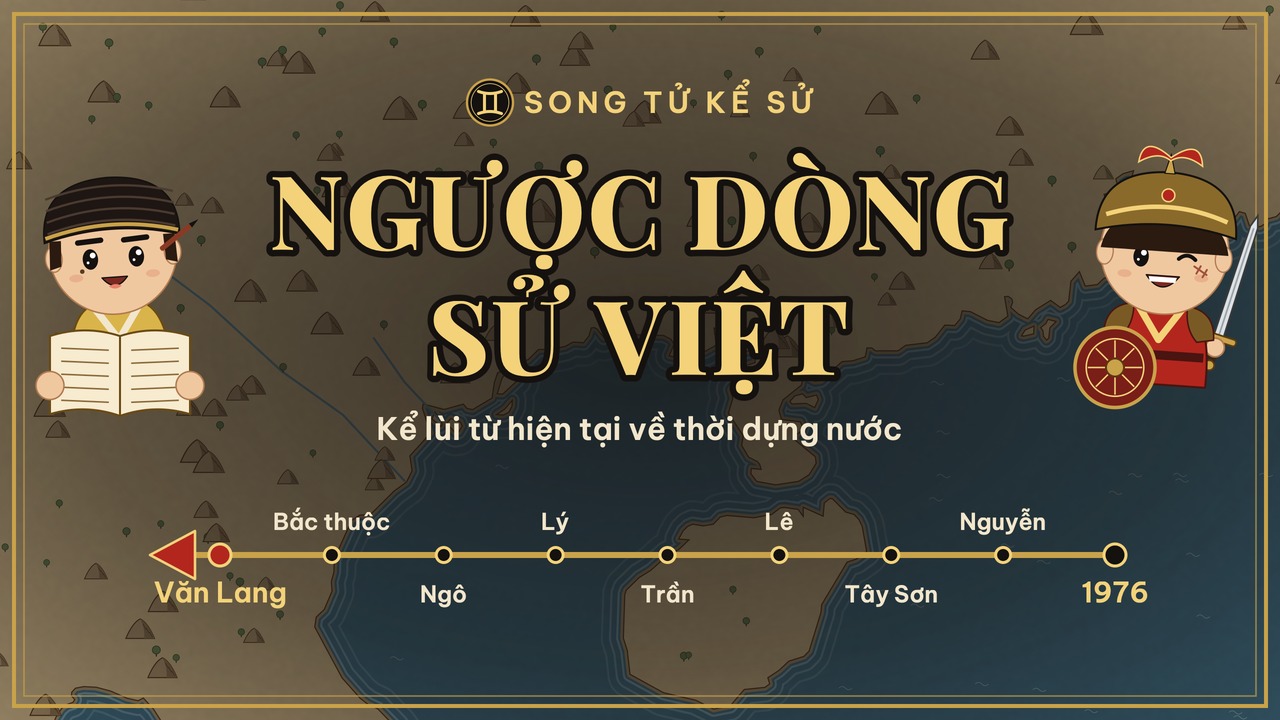 SONG TỬ KỂ SỬ
NGƯỢC DÒNG
SỬ VIỆT
Kể lùi từ hiện tại về thời dựng nước
Bắc thuộc
Lý
Lê
Nguyễn
Văn Lang
Ngô
Trần
Tây Sơn
1976